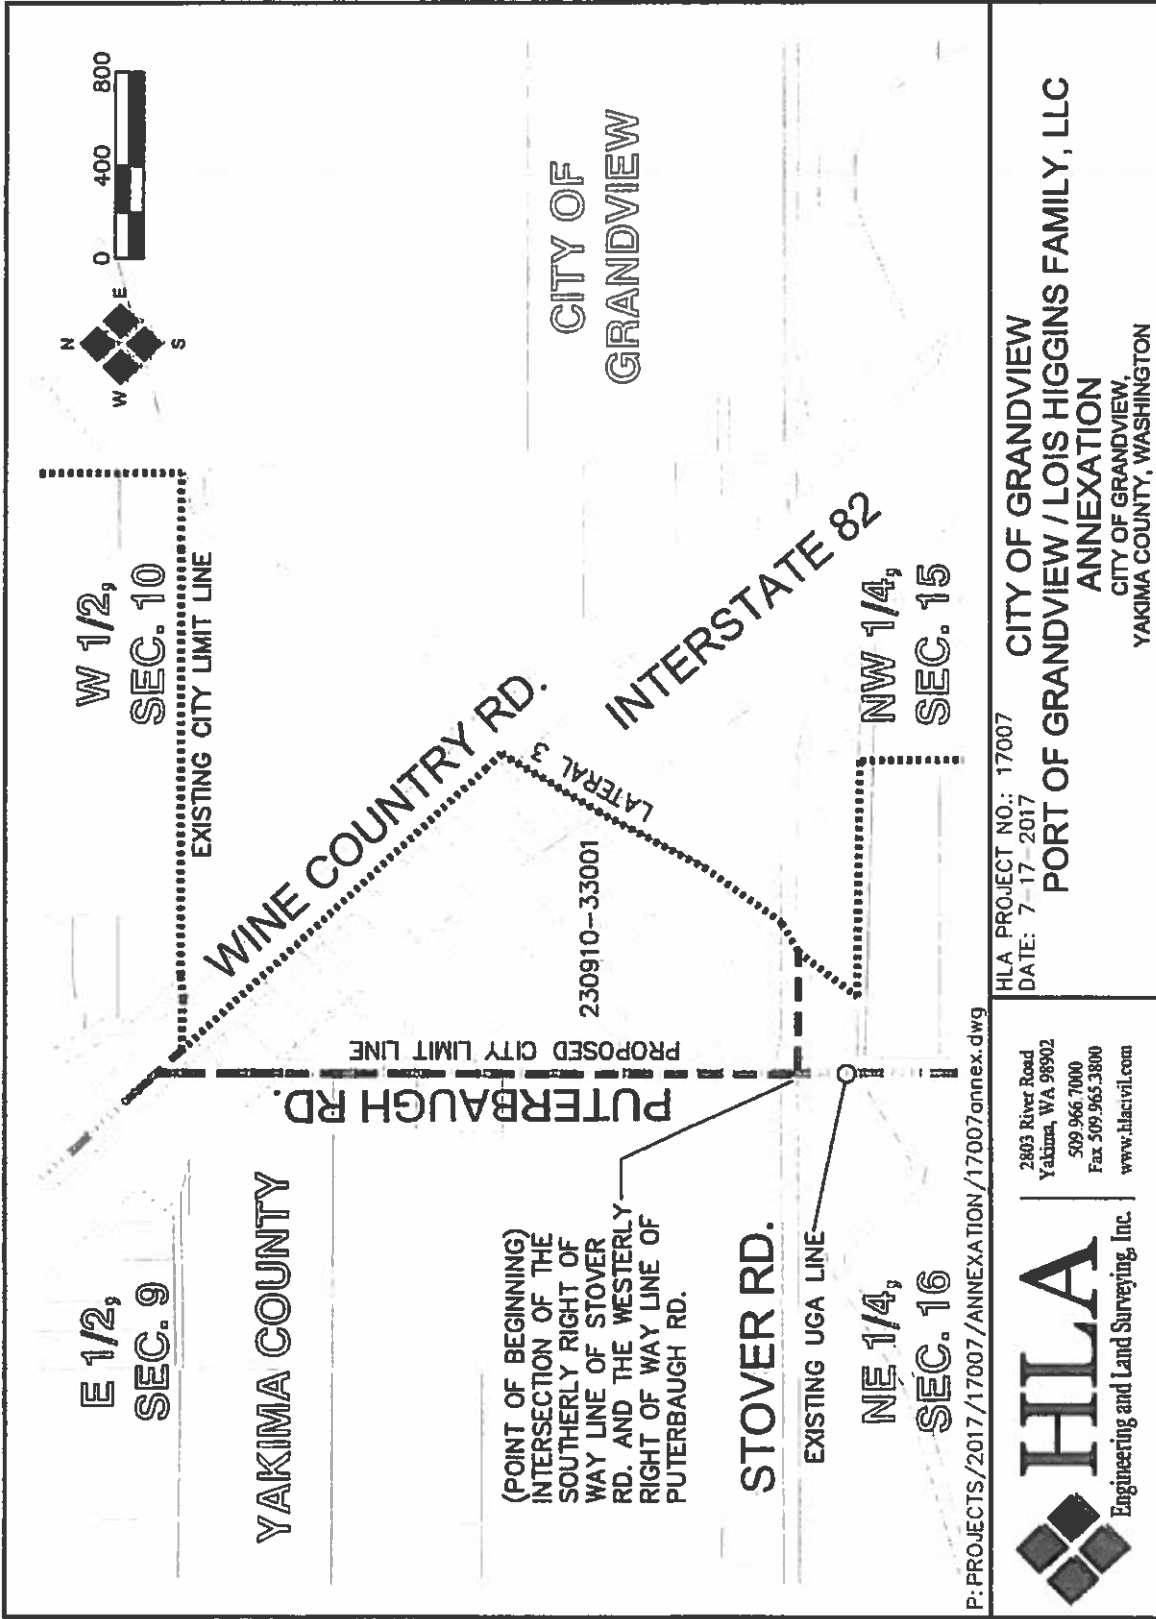 E 1/2,
SEC. 9
W 1/2,
SEC. 10
N
W
E
S
0
400
800
EXISTING CITY LIMIT LINE
YAKIMA COUNTY
WINE COUNTRY RD.
CITY OF
GRANDVIEW
PUTERBAUGH RD.
PROPOSED CITY LIMIT LINE
230910-33001
LATERAL 3
INTERSTATE 82
(POINT OF BEGINNING)
INTERSECTION OF THE
SOUTHERLY RIGHT OF
WAY LINE OF STOVER
RD. AND THE WESTERLY
RIGHT OF WAY LINE OF
PUTERBAUGH RD.
STOVER RD.
EXISTING UGA LINE
NE 1/4,
SEC. 16
NW 1/4,
SEC. 15
P: PROJECTS/2017/17007/ANNEXATION/17007annex.dwg
HLA
Engineering and Land Surveying, Inc.
2803 River Road
Yakima, WA 98902
509.966.7000
Fax 509.965.3800
www.hlacivil.com
HLA PROJECT NO.: 17007
DATE: 7-17-2017
CITY OF GRANDVIEW
PORT OF GRANDVIEW / LOIS HIGGINS FAMILY, LLC
ANNEXATION
CITY OF GRANDVIEW,
YAKIMA COUNTY, WASHINGTON